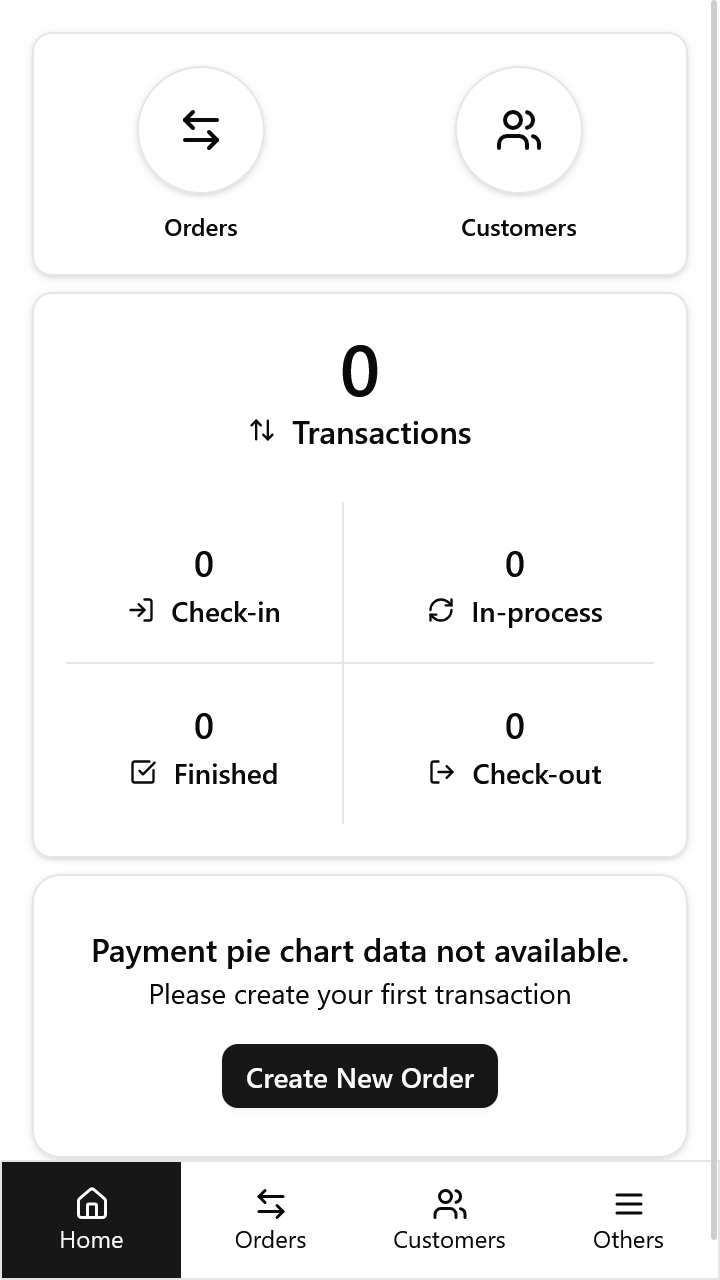 Orders
Customers
0
Transactions
0
Check-in
0
In-process
0
Finished
0
Check-out
Payment pie chart data not available.
Please create your first transaction
Create New Order
Home
Orders
Customers
Others